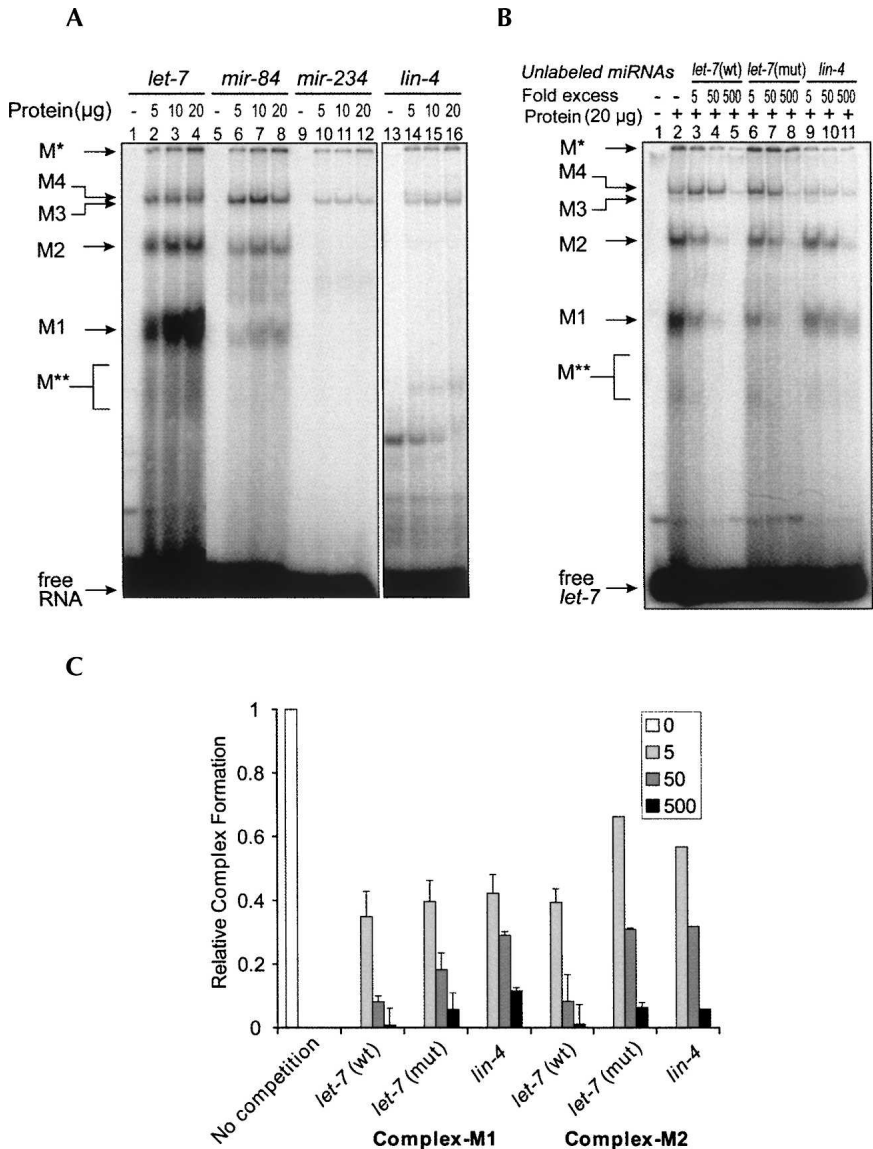 A
let-7 mir-84 mir-234 lin-4
Protein(µg) - 5 10 20 - 5 10 20 - 5 10 20 - 5 10 20
1 2 3 4 5 6 7 8 9 10 11 12 13 14 15 16
M*
M4
M3
M2
M1
M**
free
RNA
B
Unlabeled miRNAs let-7(wt) let-7(mut) lin-4
Fold excess - - 5 50 500 5 50 500 5 50 500
Protein (20 µg) - + + + + + + + + + +
1 2 3 4 5 6 7 8 9 10 11
M*
M4
M3
M2
M1
M**
free
let-7
C
Relative Complex Formation
1
0.8
0.6
0.4
0.2
0
0
5
50
500
No competition
let-7 (wt)
let-7 (mut)
lin-4
let-7 (wt)
let-7 (mut)
lin-4
Complex-M1 Complex-M2